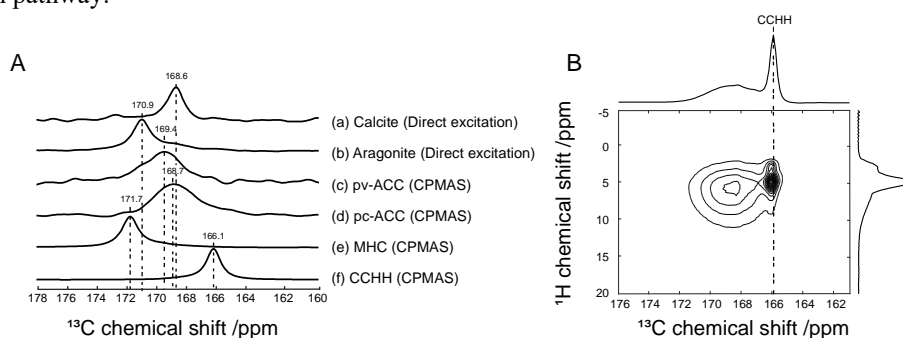 pathway.
A
168.6
170.9
169.4
168.7
171.7
166.1
(a) Calcite (Direct excitation)
(b) Aragonite (Direct excitation)
(c) pv-ACC (CPMAS)
(d) pc-ACC (CPMAS)
(e) MHC (CPMAS)
(f) CCHH (CPMAS)
178 176 174 172 170 168 166 164 162 160
¹³C chemical shift /ppm
B
CCHH
-5
0
5
10
15
20
¹H chemical shift /ppm
176 174 172 170 168 166 164 162
¹³C chemical shift /ppm